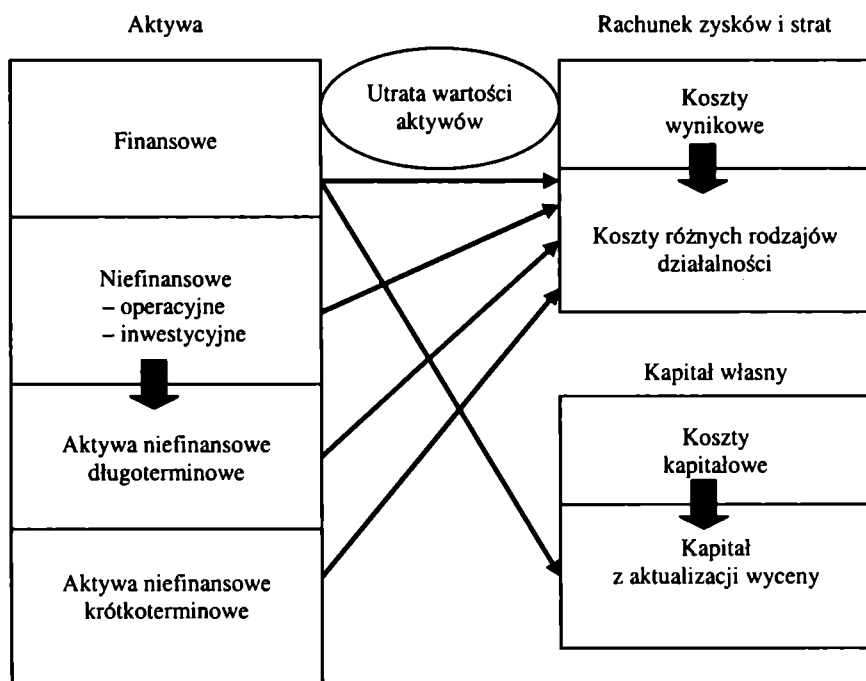 Aktywa
Finansowe
Niefinansowe
– operacyjne
– inwestycyjne
Aktywa niefinansowe
długoterminowe
Aktywa niefinansowe
krótkoterminowe
Utrata wartości
aktywów
Rachunek zysków i strat
Koszty
wynikowe
Koszty różnych rodzajów
działalności
Kapitał własny
Koszty
kapitałowe
Kapitał
z aktualizacji wyceny